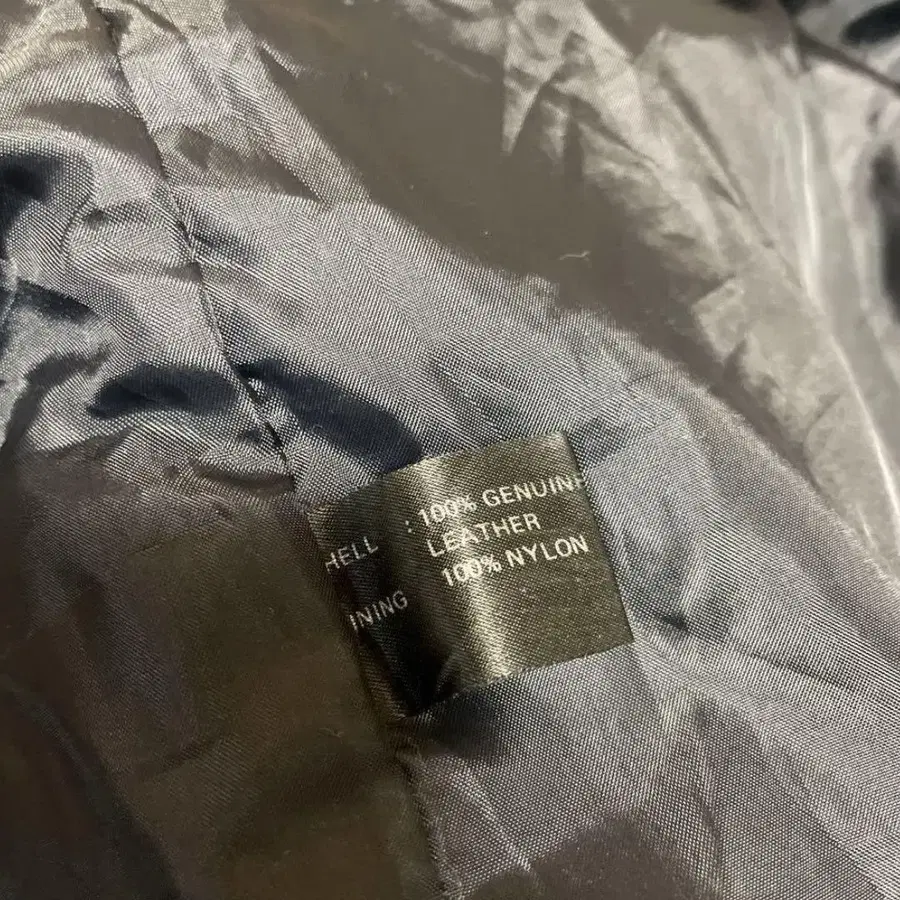 HELL : 100% GENUINE
LEATHER
INING 100% NYLON